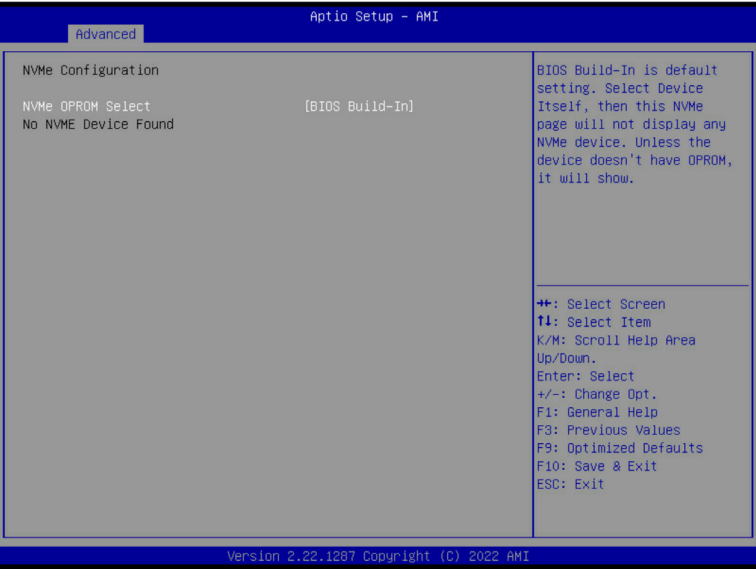 Aptio Setup – AMI
Advanced
NVMe Configuration
NVMe OPROM Select [BIOS Build-In]
No NVME Device Found
BIOS Build-In is default
setting. Select Device
Itself, then this NVMe
page will not display any
NVMe device. Unless the
device doesn't have OPROM,
it will show.
→←: Select Screen
↑↓: Select Item
K/M: Scroll Help Area
Up/Down.
Enter: Select
+/-: Change Opt.
F1: General Help
F3: Previous Values
F9: Optimized Defaults
F10: Save & Exit
ESC: Exit
Version 2.22.1287 Copyright (C) 2022 AMI